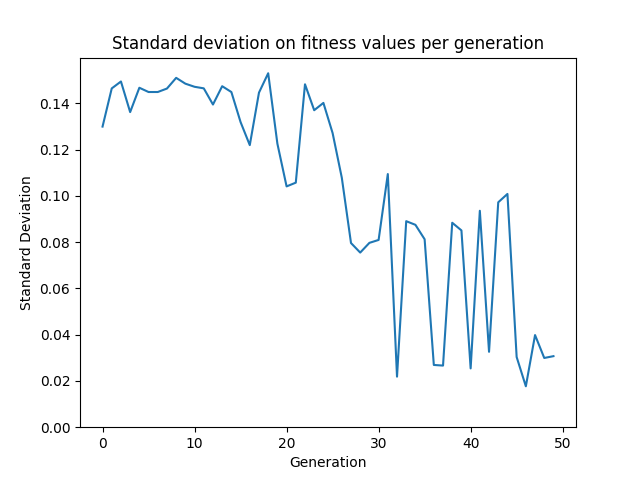 Standard deviation on fitness values per generation
0.14
0.12
0.10
0.08
0.06
0.04
0.02
0.00
Standard Deviation
0 10 20 30 40 50
Generation